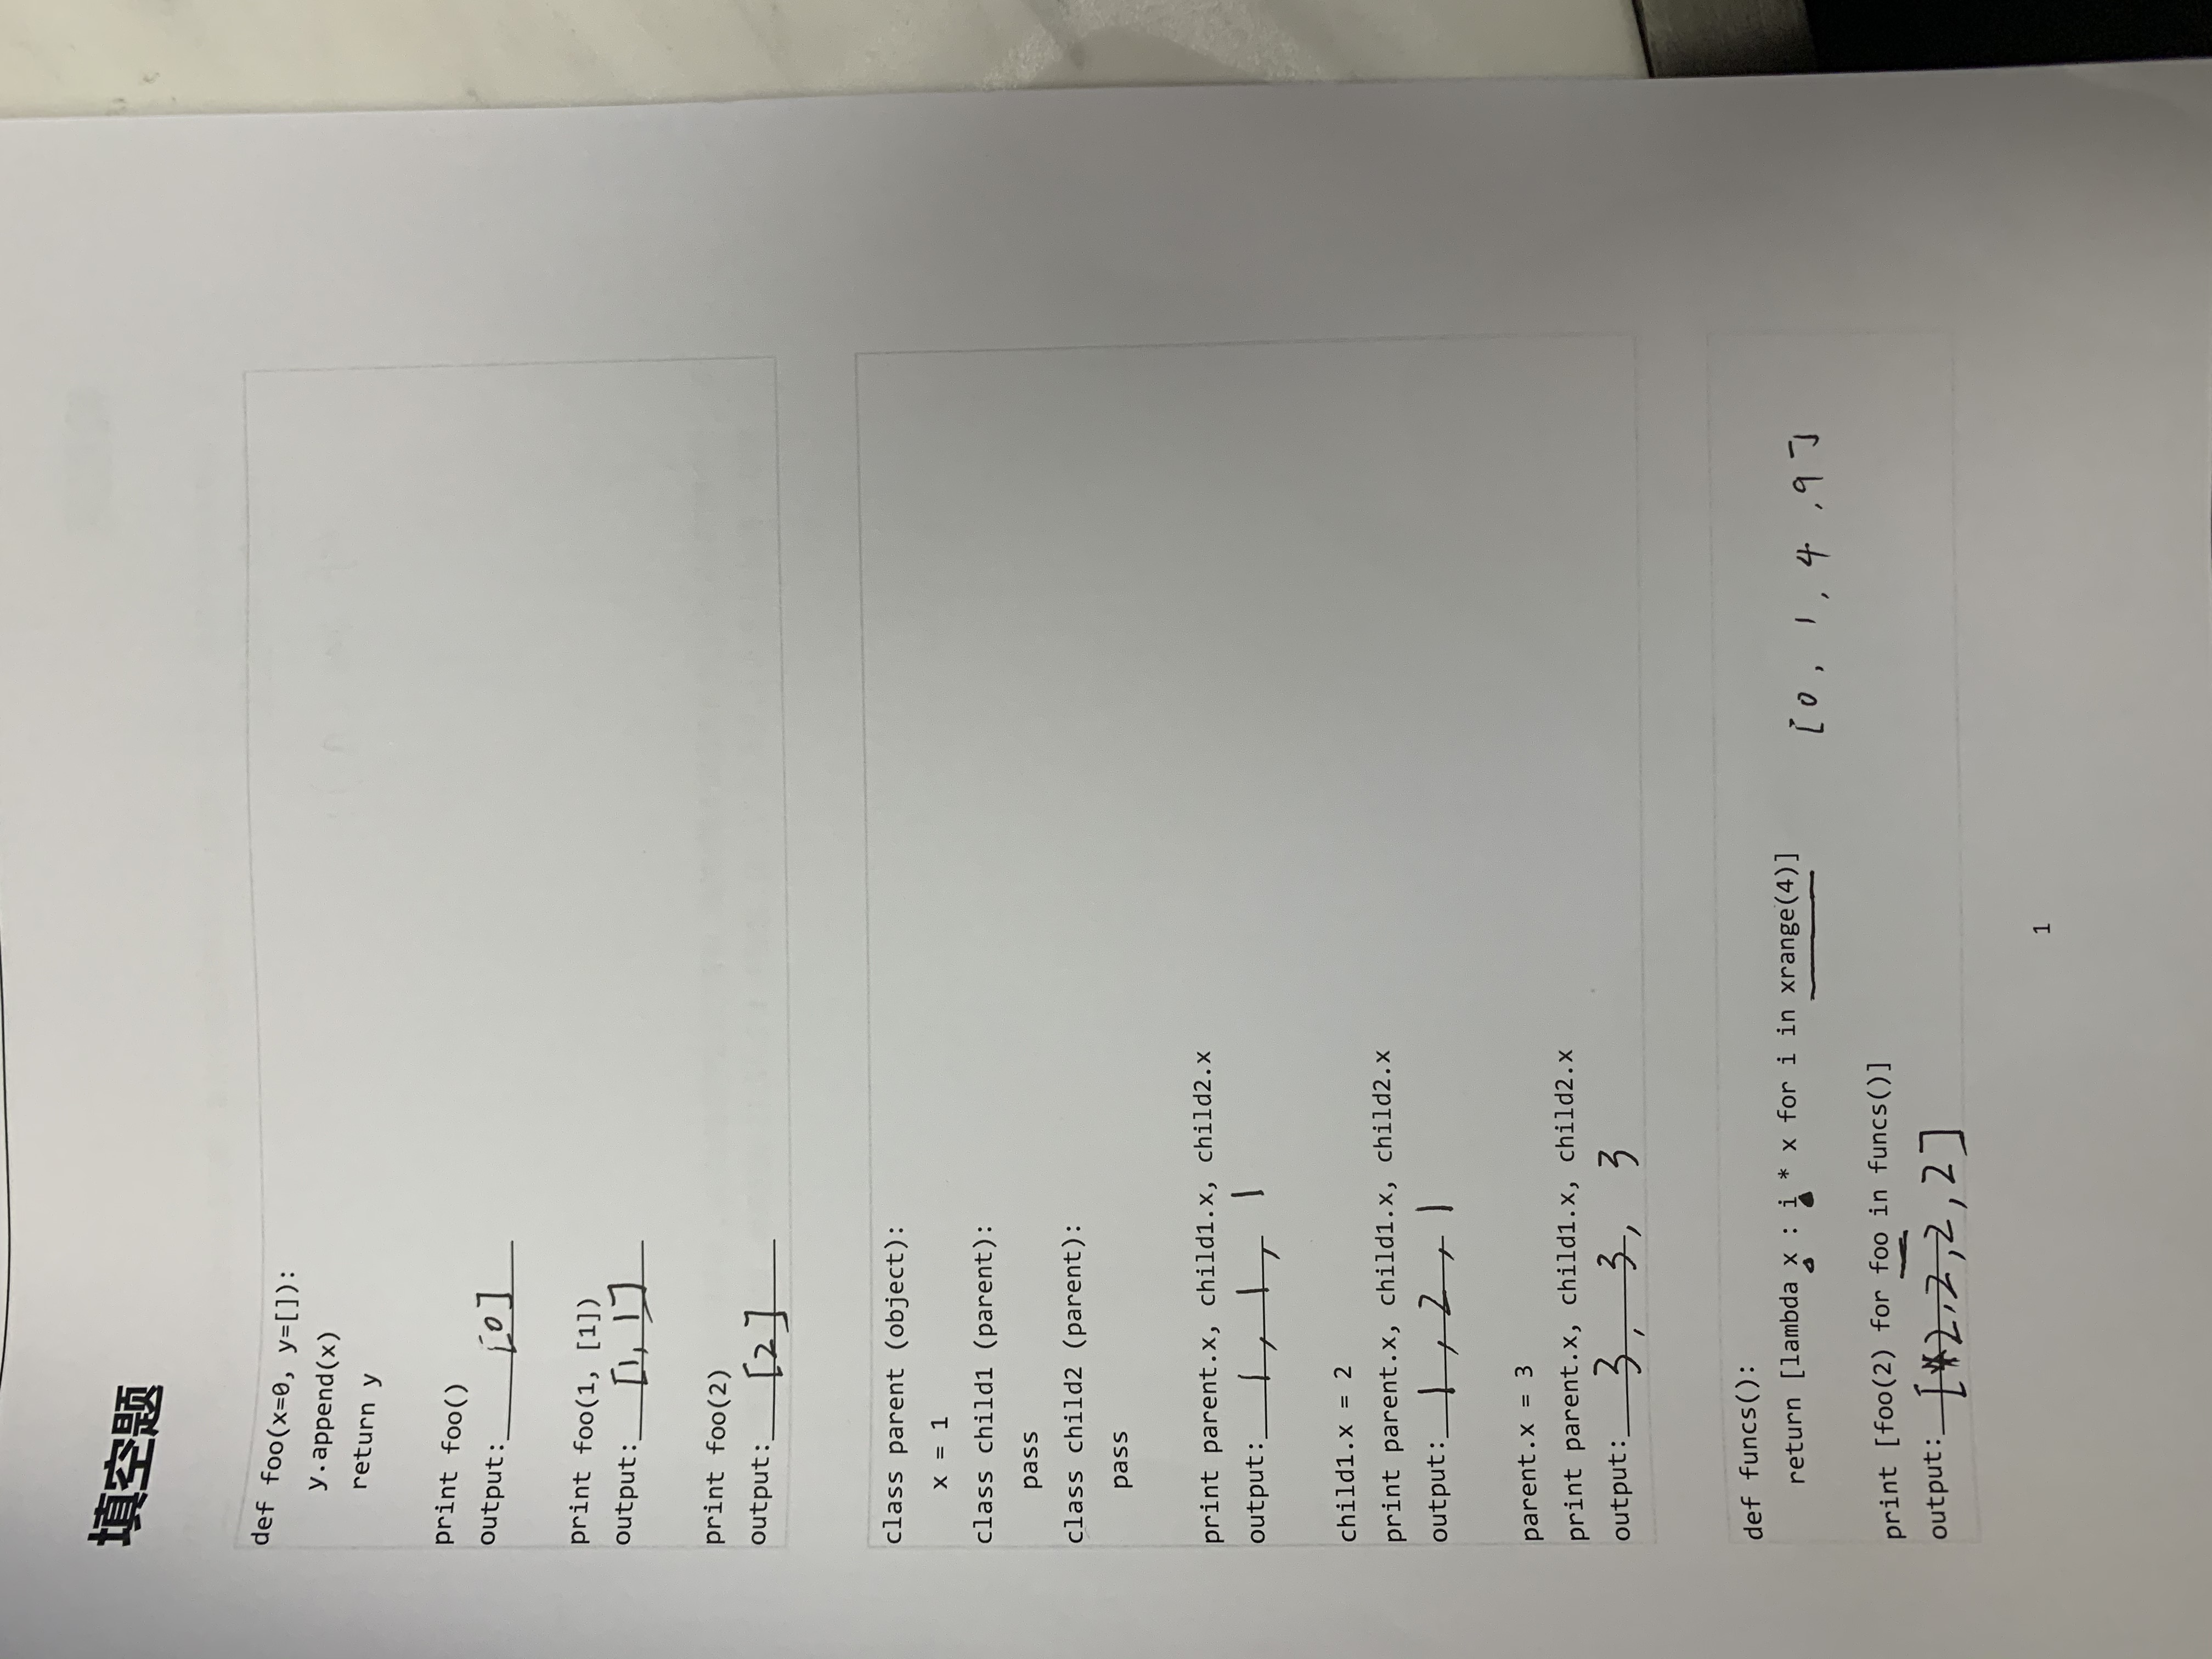 填空题
def foo(x=0, y=[]):
    y.append(x)
    return y
print foo()
output: [0]
print foo(1, [1])
output: [1, 1]
print foo(2)
output: [2]
class parent (object):
    x = 1
class child1 (parent):
    pass
class child2 (parent):
    pass
print parent.x, child1.x, child2.x
output: 1, 1, 1
child1.x = 2
print parent.x, child1.x, child2.x
output: 1, 2, 1
parent.x = 3
print parent.x, child1.x, child2.x
output: 3, 3, 3
def funcs():
    return [lambda x : i * x for i in xrange(4)]
[0, 1, 4, 9]
print [foo(2) for foo in funcs()]
output: [2,2,2,2]
1